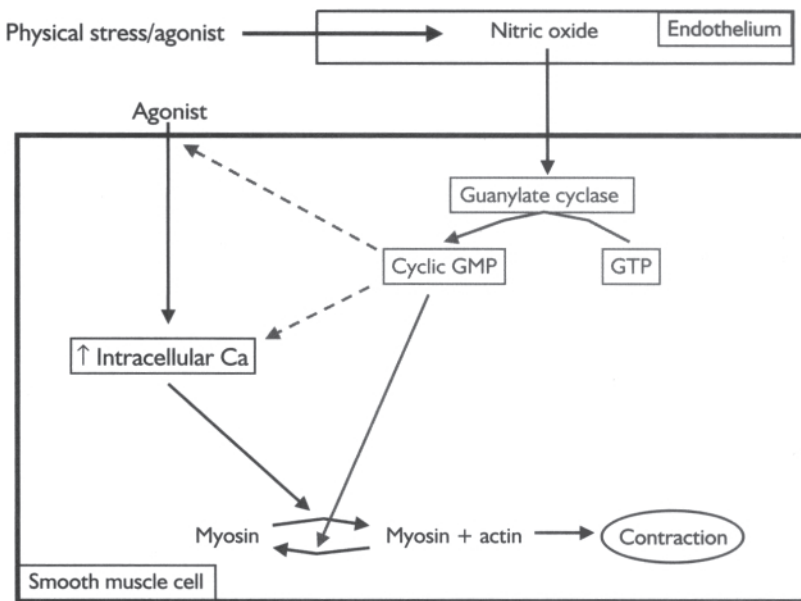 Physical stress/agonist
Nitric oxide
Endothelium
Agonist
Guanylate cyclase
Cyclic GMP
GTP
↑ Intracellular Ca
Myosin
Myosin + actin
Contraction
Smooth muscle cell